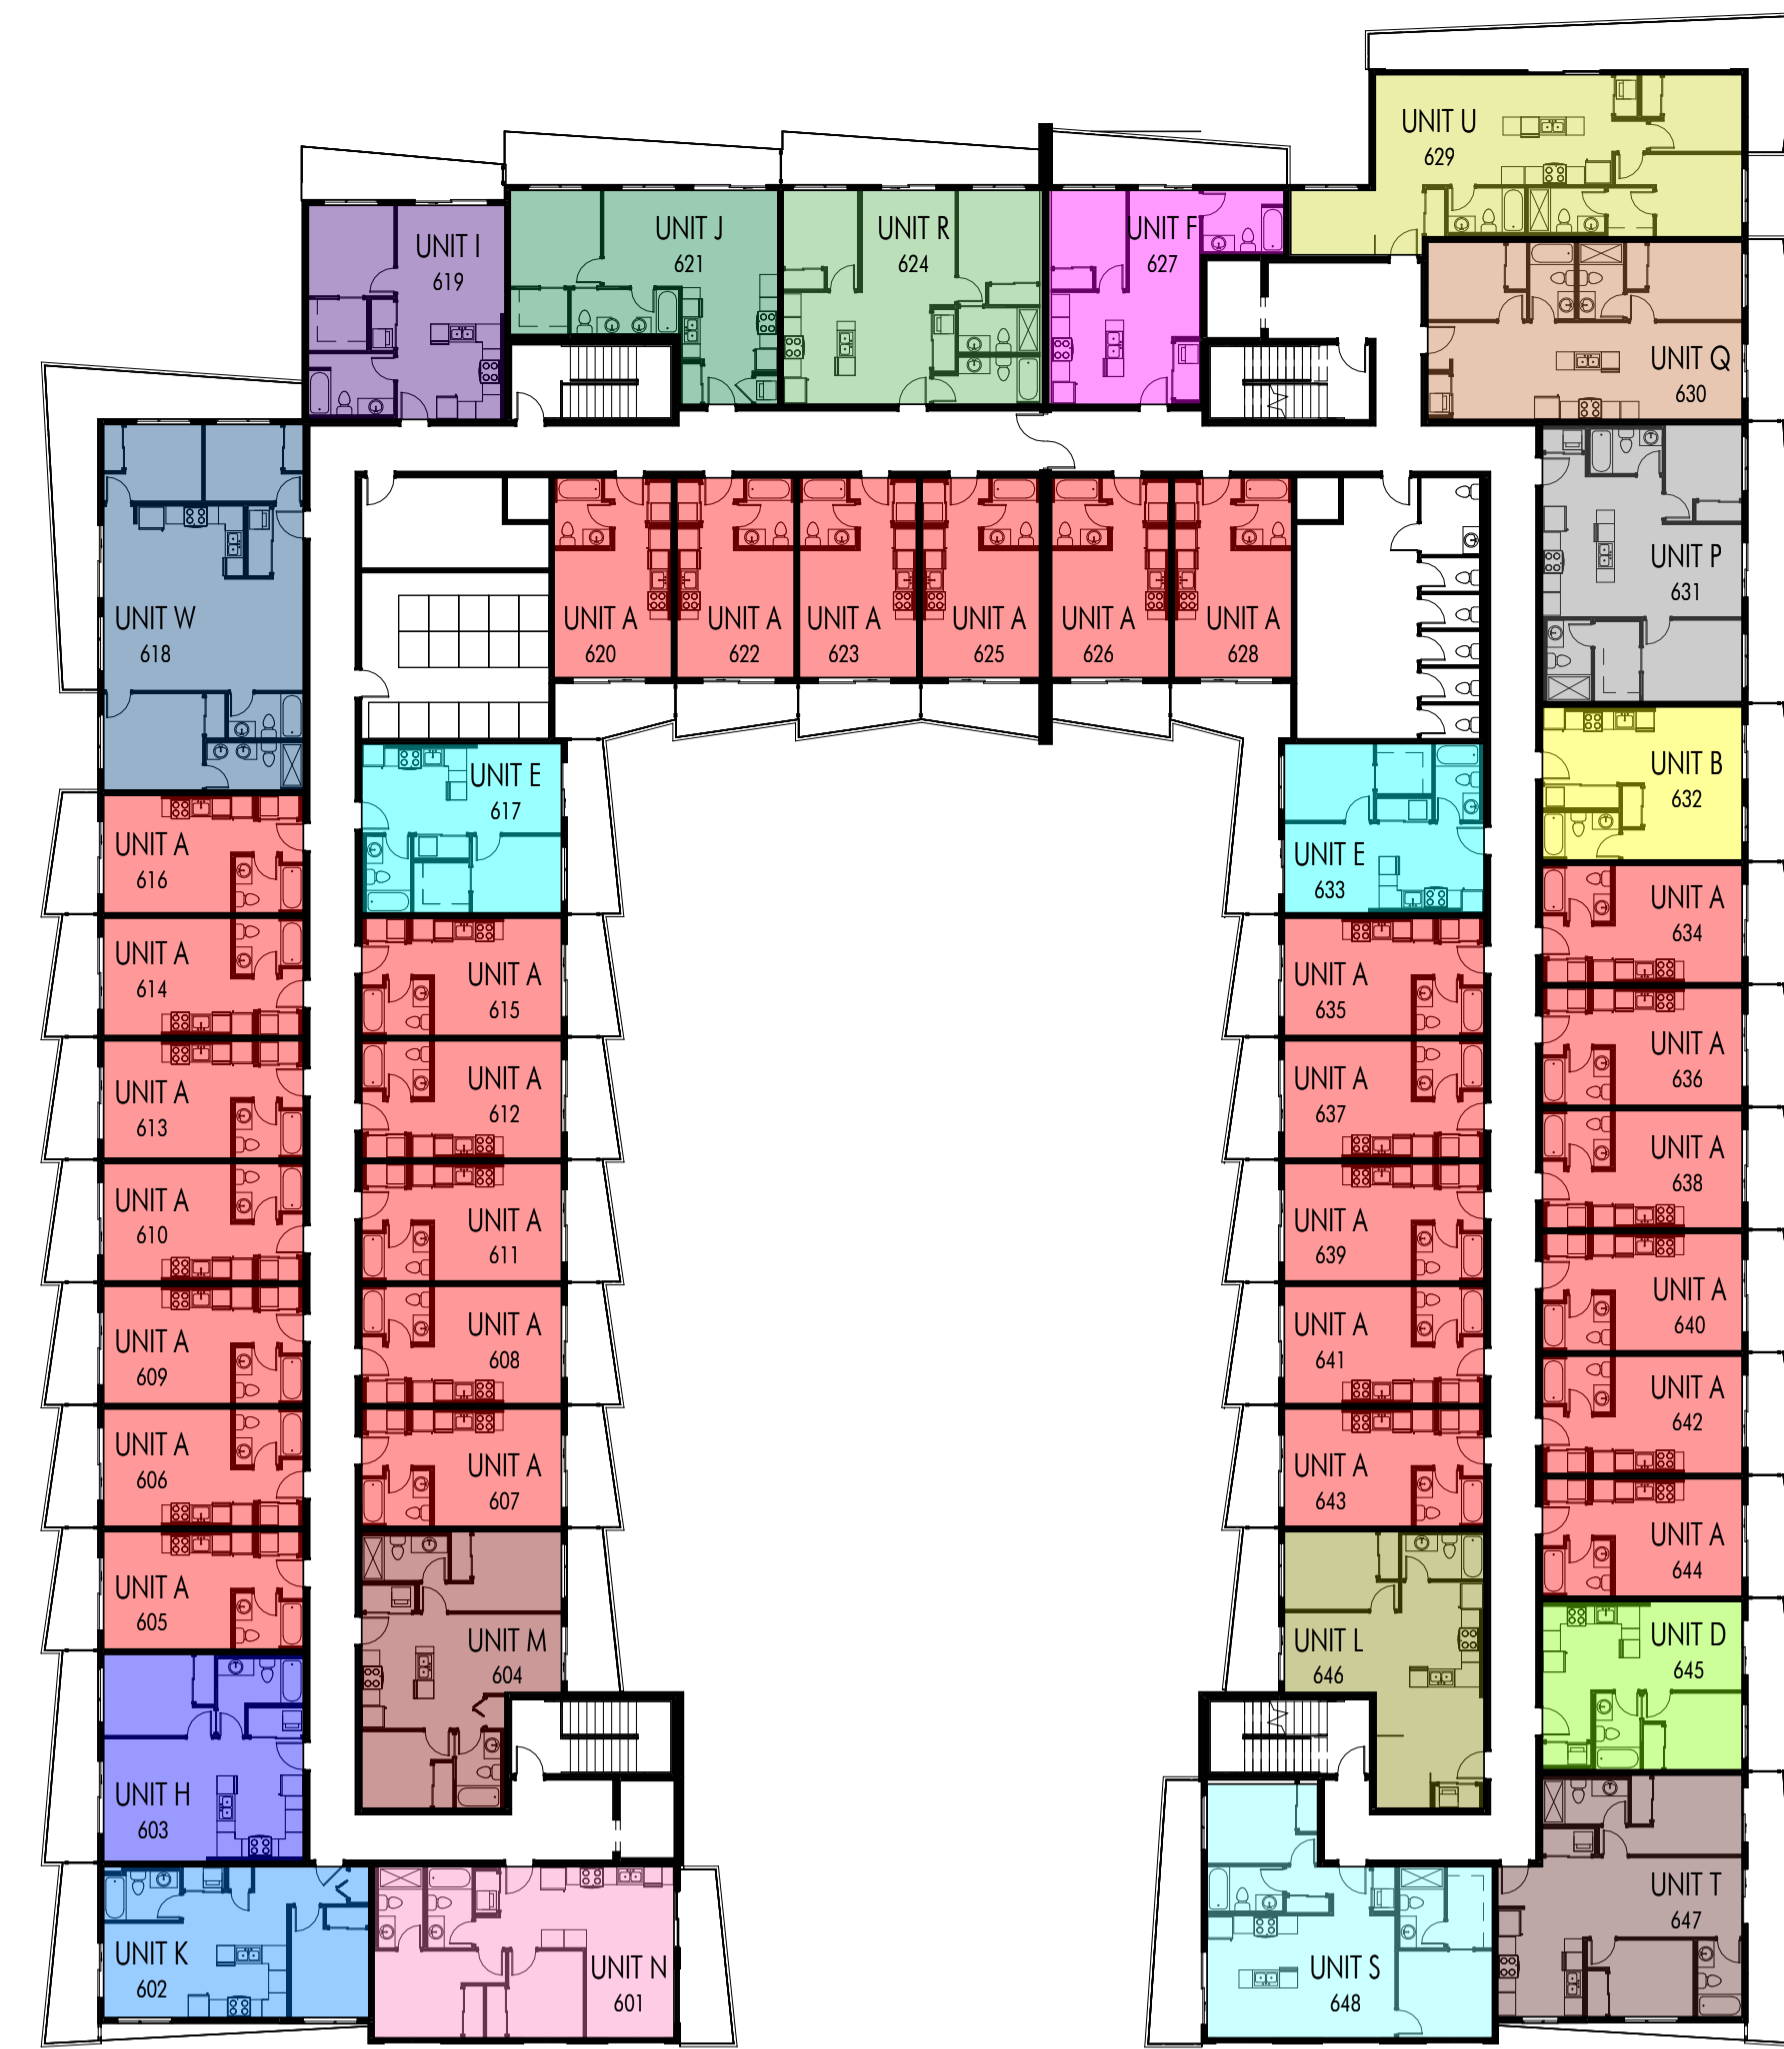 UNIT U
629
UNIT I
619
UNIT J
621
UNIT R
624
UNIT F
627
UNIT Q
630
UNIT W
618
UNIT A
620
UNIT A
622
UNIT A
623
UNIT A
625
UNIT A
626
UNIT A
628
UNIT P
631
UNIT E
617
UNIT B
632
UNIT A
616
UNIT E
633
UNIT A
634
UNIT A
614
UNIT A
615
UNIT A
635
UNIT A
636
UNIT A
613
UNIT A
612
UNIT A
637
UNIT A
638
UNIT A
610
UNIT A
611
UNIT A
639
UNIT A
640
UNIT A
609
UNIT A
608
UNIT A
641
UNIT A
642
UNIT A
606
UNIT A
607
UNIT A
643
UNIT A
644
UNIT A
605
UNIT M
604
UNIT L
646
UNIT D
645
UNIT H
603
UNIT T
647
UNIT K
602
UNIT N
601
UNIT S
648